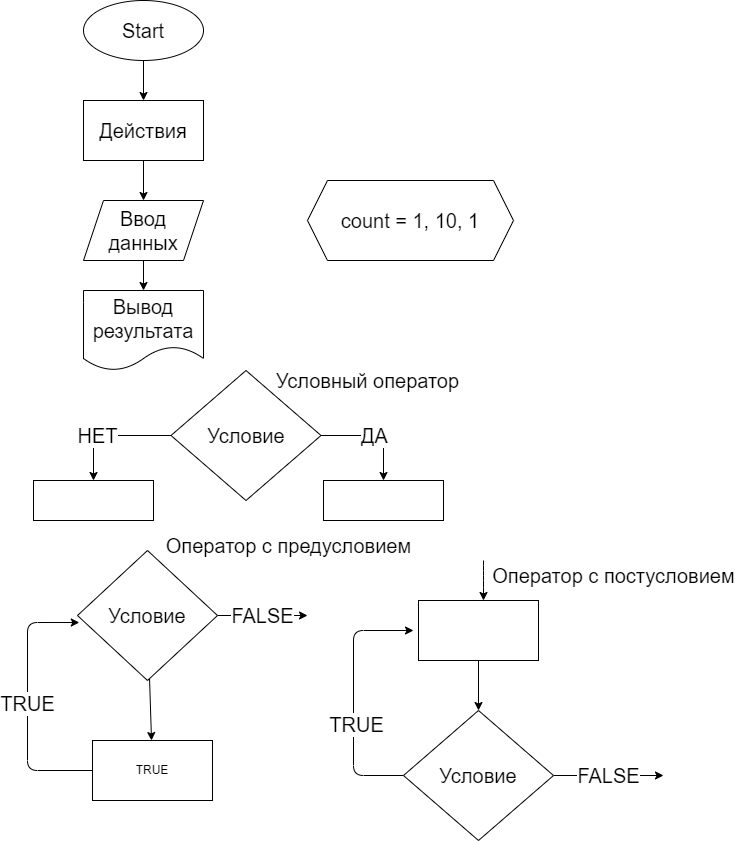 Start
Действия
Ввод
данных
count = 1, 10, 1
Вывод
результата
Условный оператор
НЕТ
Условие
ДА
Оператор с предусловием
Условие
FALSE
TRUE
TRUE
Оператор с постусловием
TRUE
Условие
FALSE